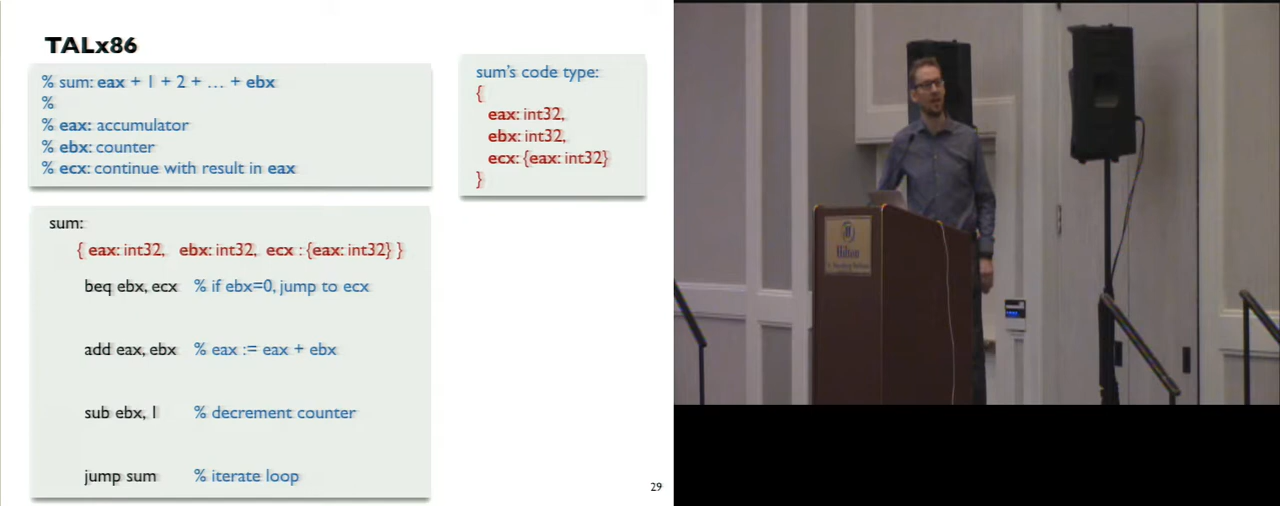 TALx86
% sum: eax + 1 + 2 + … + ebx
%
% eax: accumulator
% ebx: counter
% ecx: continue with result in eax
sum's code type:
{
eax: int32,
ebx: int32,
ecx: {eax: int32}
}
sum:
{ eax: int32, ebx: int32, ecx : {eax: int32} }
beq ebx, ecx % if ebx=0, jump to ecx
add eax, ebx % eax := eax + ebx
sub ebx, 1 % decrement counter
jump sum % iterate loop
29
Hilton